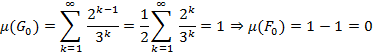 μ(G₀) = ∑_{k=1}^{∞} 2^{k−1}/3^k = 1/2 ∑_{k=1}^{∞} 2^k/3^k = 1 ⇒ μ(F₀) = 1 − 1 = 0